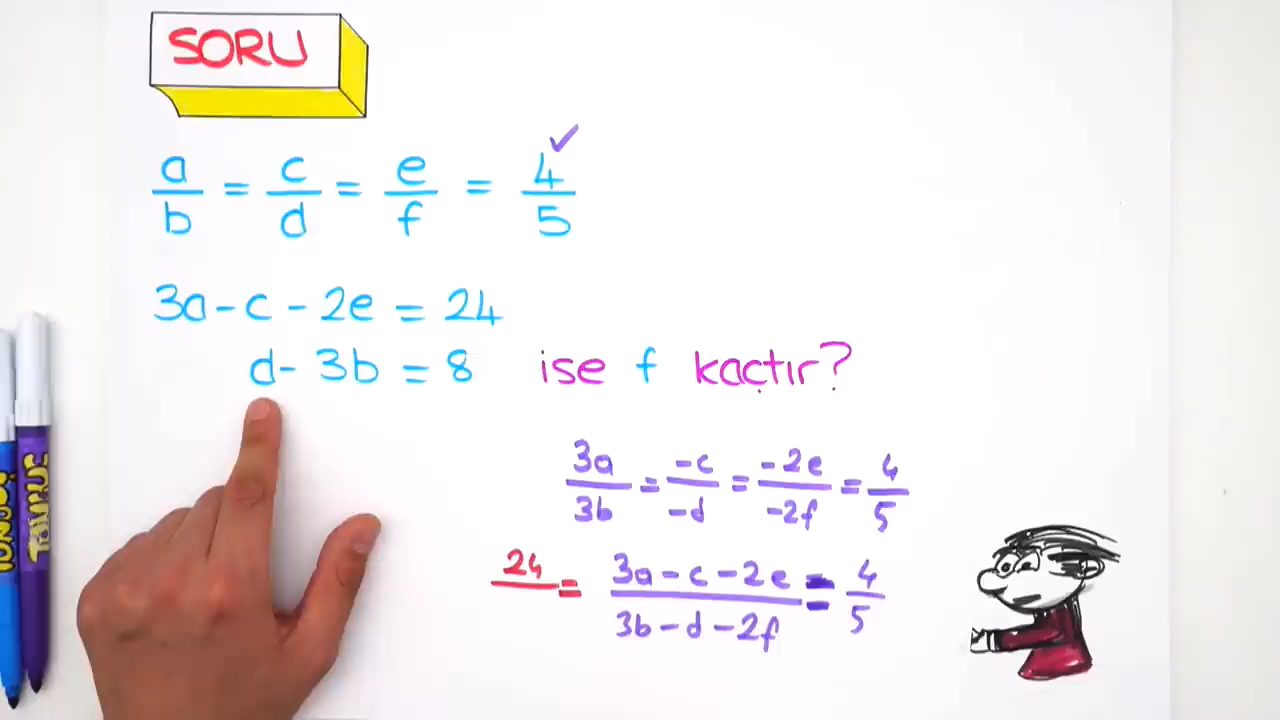 SORU
a/b = c/d = e/f = 4/5 ✓
3a - c - 2e = 24
d - 3b = 8 ise f kaçtır?
3a/3b = -c/-d = -2e/-2f = 4/5
24/ = 3a - c - 2e/3b - d - 2f = 4/5